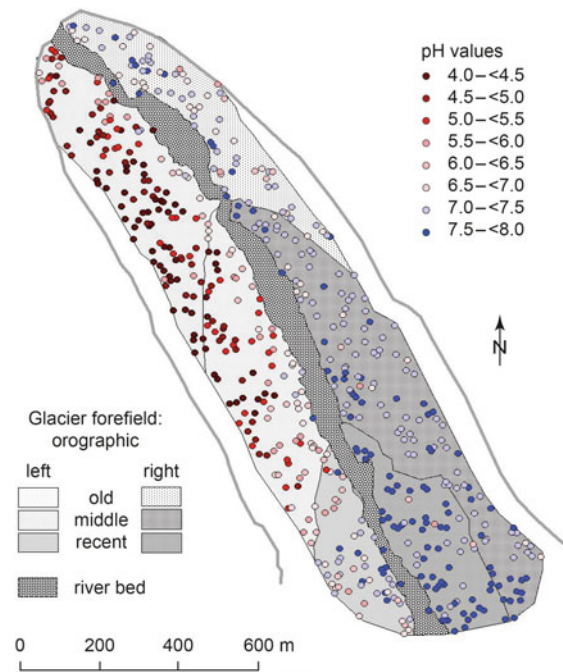 pH values
4.0–<4.5
4.5–<5.0
5.0–<5.5
5.5–<6.0
6.0–<6.5
6.5–<7.0
7.0–<7.5
7.5–<8.0
N
Glacier forefield:
orographic
left right
old
middle
recent
river bed
0 200 400 600 m